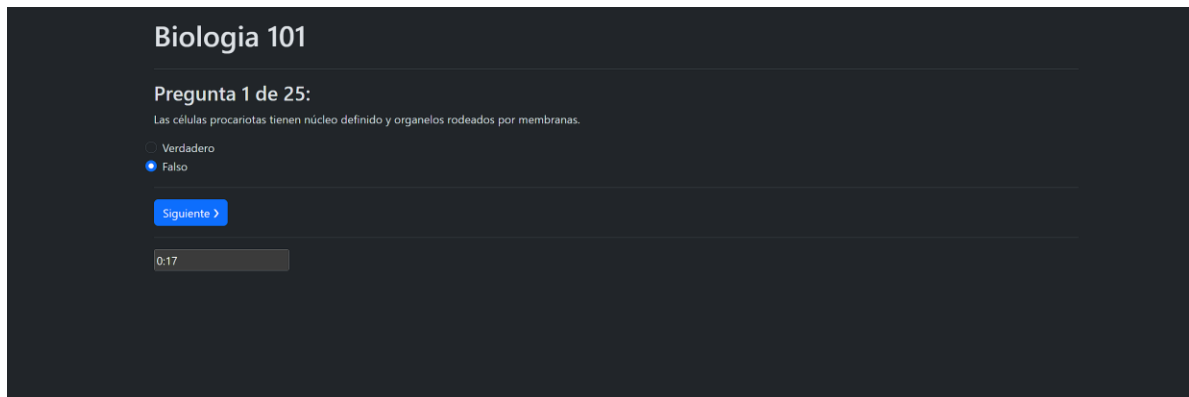 Biologia 101
Pregunta 1 de 25:
Las células procariotas tienen núcleo definido y organelos rodeados por membranas.
Verdadero
Falso
Siguiente ❯
0:17